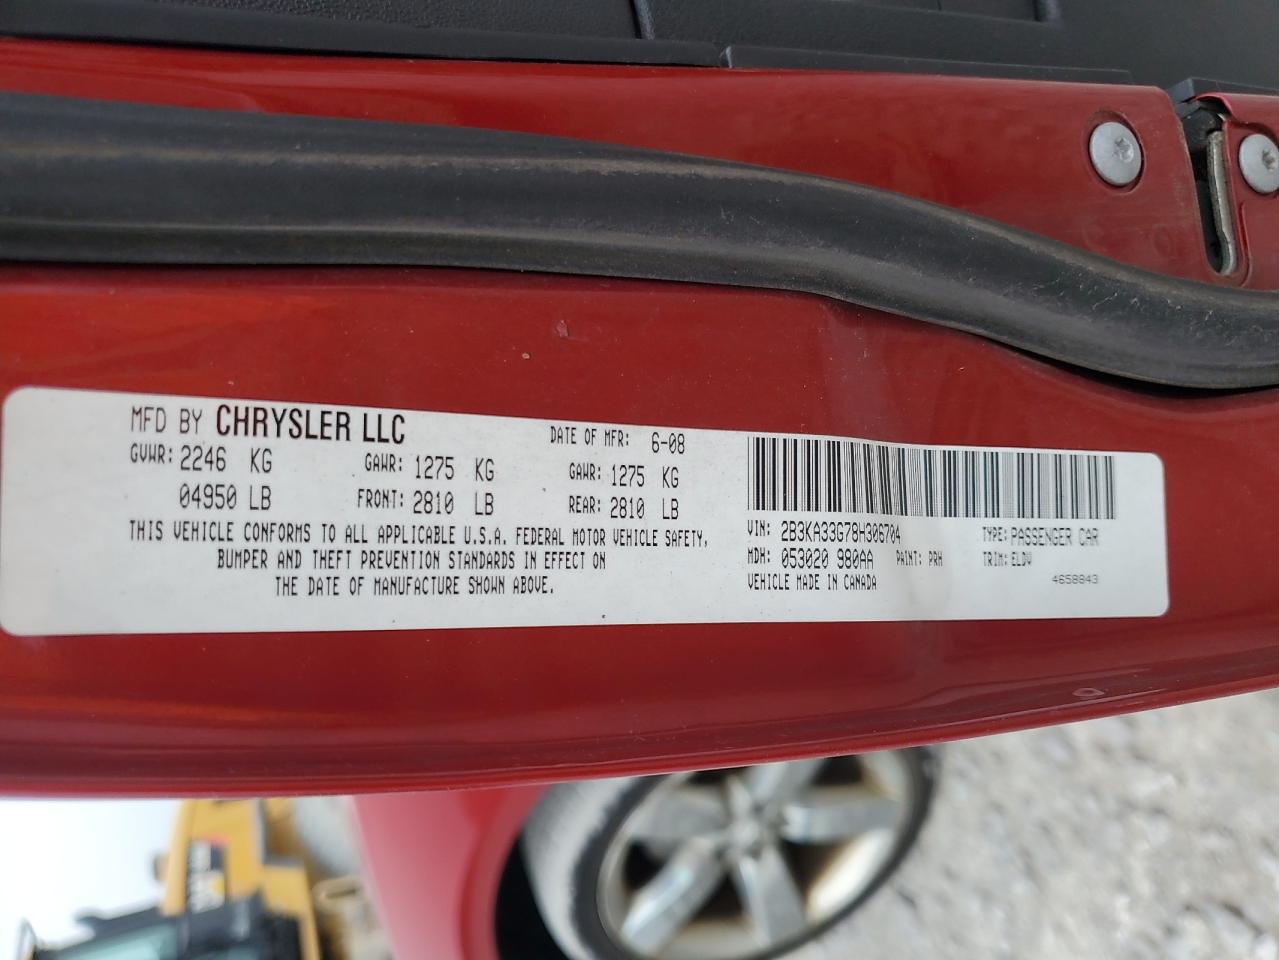 MFD BY CHRYSLER LLC
DATE OF MFR: 6-08
GVWR: 2246 KG
04950 LB
GAWR: 1275 KG
FRONT: 2810 LB
GAWR: 1275 KG
REAR: 2810 LB
THIS VEHICLE CONFORMS TO ALL APPLICABLE U.S.A. FEDERAL MOTOR VEHICLE SAFETY,
BUMPER AND THEFT PREVENTION STANDARDS IN EFFECT ON
THE DATE OF MANUFACTURE SHOWN ABOVE.
VIN: 2B3KA33G78H306704 TYPE: PASSENGER CAR
MDH: 053020 980AA PAINT: PRH TRIM: ELDV
VEHICLE MADE IN CANADA 4658843